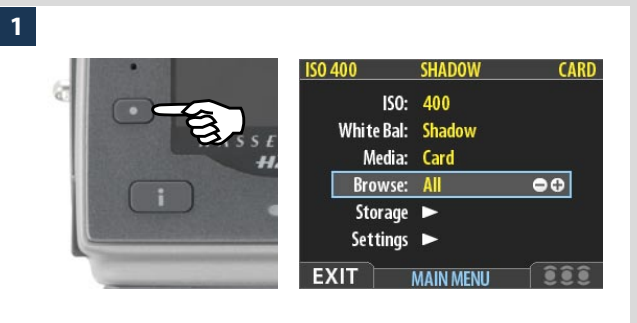 1
ISO 400 SHADOW CARD
ISO: 400
White Bal: Shadow
Media: Card
Browse: All
Storage
Settings
EXIT MAIN MENU
i